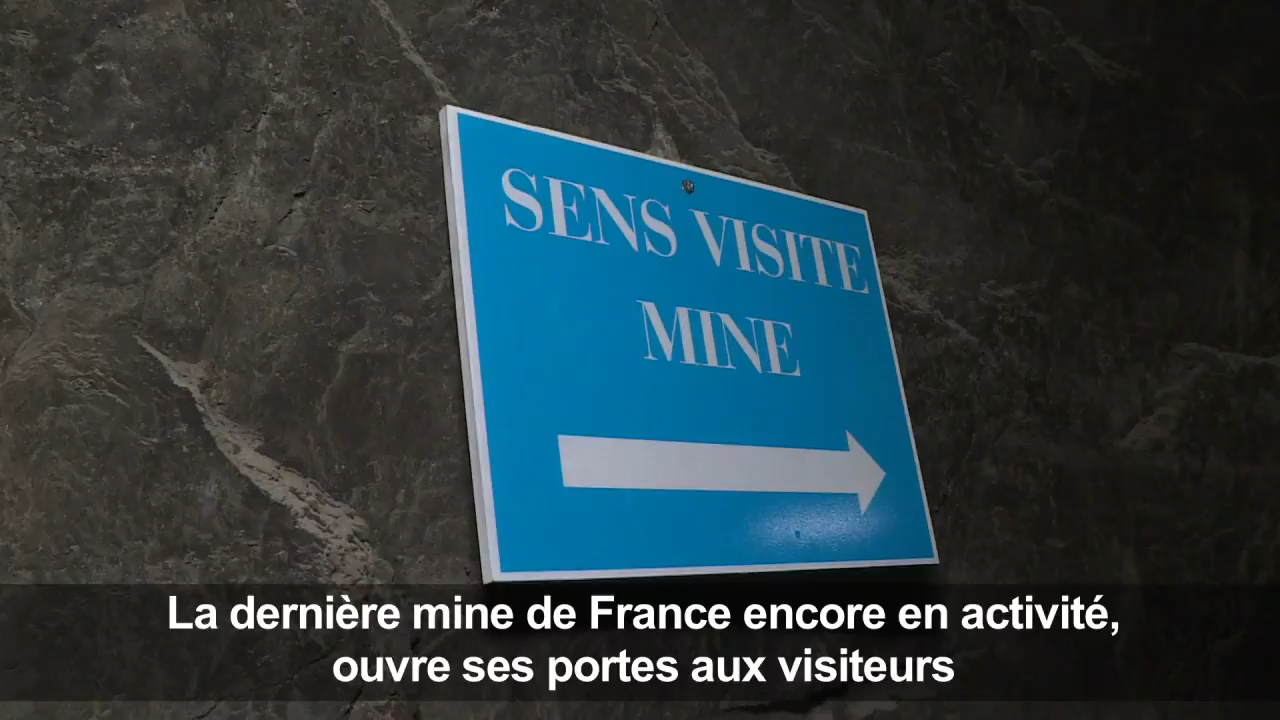 SENS VISITE
MINE
La dernière mine de France encore en activité,
ouvre ses portes aux visiteurs